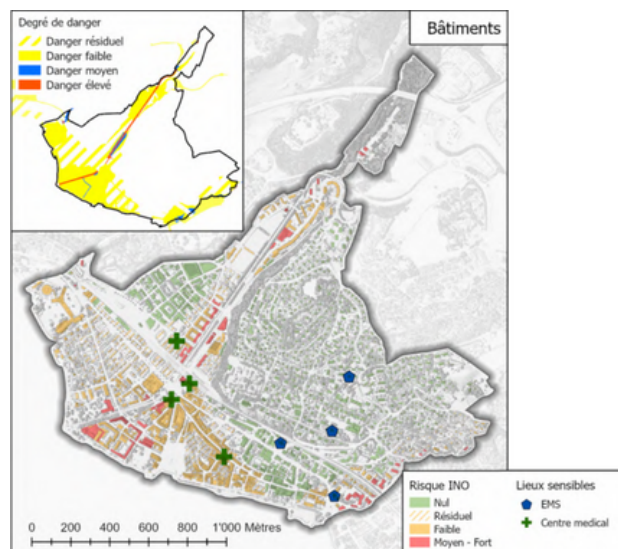 Degré de danger
Danger résiduel
Danger faible
Danger moyen
Danger élevé
Bâtiments
0 200 400 600 800 1'000 Mètres
Risque INO
Nul
Résiduel
Faible
Moyen - Fort
Lieux sensibles
EMS
Centre medical